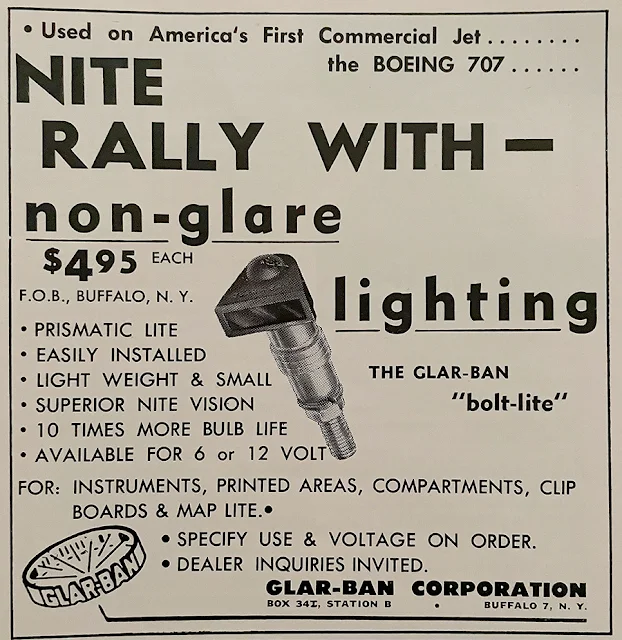 • Used on America's First Commercial Jet ........
the BOEING 707 ......
NITE
RALLY WITH —
non-glare
$4.95 EACH
F.O.B., BUFFALO, N. Y.
lighting
• PRISMATIC LITE
• EASILY INSTALLED
• LIGHT WEIGHT & SMALL
• SUPERIOR NITE VISION
• 10 TIMES MORE BULB LIFE
• AVAILABLE FOR 6 or 12 VOLT
THE GLAR-BAN
"bolt-lite"
FOR: INSTRUMENTS, PRINTED AREAS, COMPARTMENTS, CLIP
BOARDS & MAP LITE.•
• SPECIFY USE & VOLTAGE ON ORDER.
• DEALER INQUIRIES INVITED.
GLAR-BAN
GLAR-BAN CORPORATION
BOX 34I, STATION B • BUFFALO 7, N. Y.